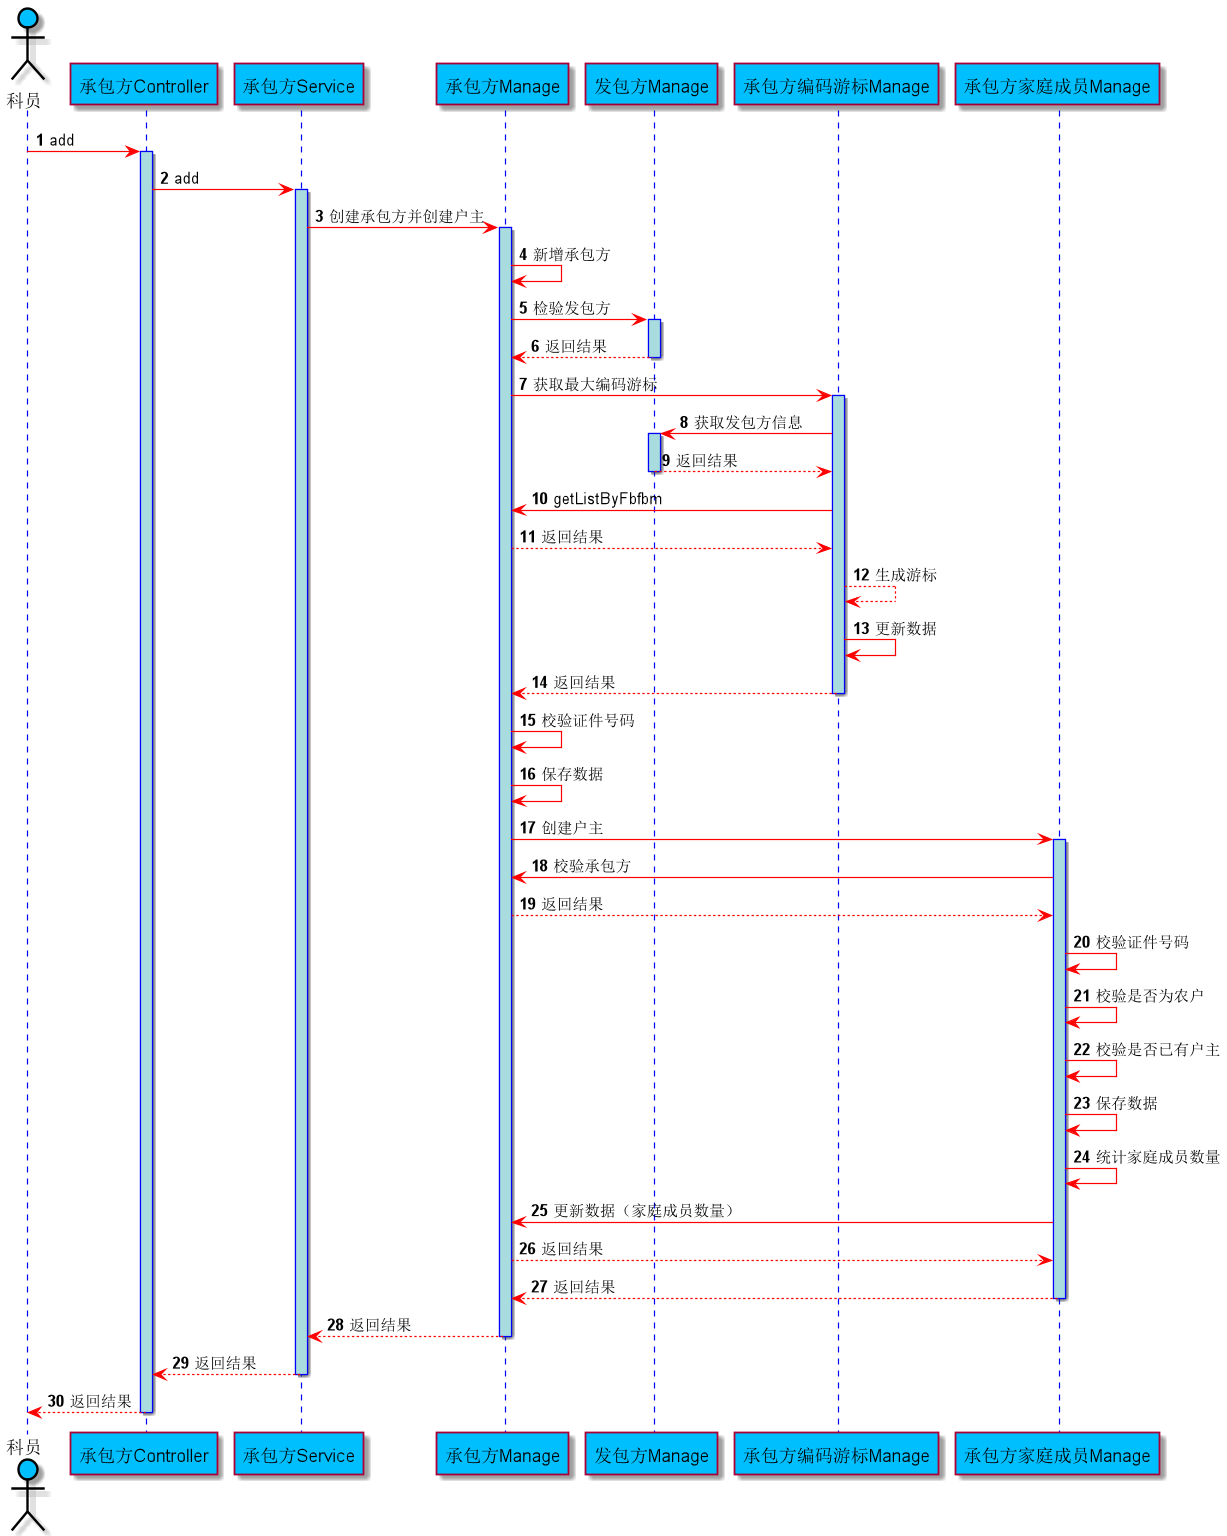 科员
承包方Controller
承包方Service
承包方Manage
发包方Manage
承包方编码游标Manage
承包方家庭成员Manage
1 add
2 add
3 创建承包方并创建户主
4 新增承包方
5 检验发包方
6 返回结果
7 获取最大编码游标
8 获取发包方信息
9 返回结果
10 getListByFbfbm
11 返回结果
12 生成游标
13 更新数据
14 返回结果
15 校验证件号码
16 保存数据
17 创建户主
18 校验承包方
19 返回结果
20 校验证件号码
21 校验是否为农户
22 校验是否已有户主
23 保存数据
24 统计家庭成员数量
25 更新数据（家庭成员数量）
26 返回结果
27 返回结果
28 返回结果
29 返回结果
30 返回结果
科员
承包方Controller
承包方Service
承包方Manage
发包方Manage
承包方编码游标Manage
承包方家庭成员Manage